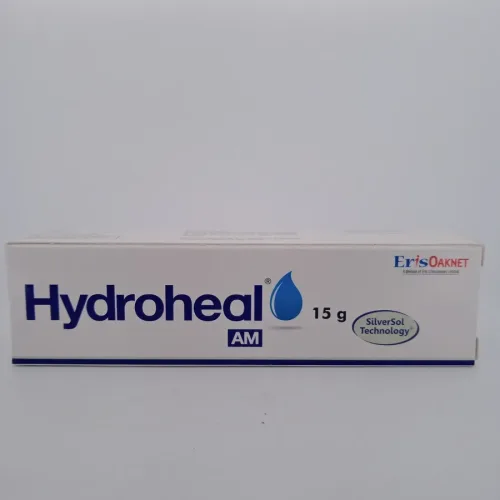 ErisOAKNET
Hydroheal®
AM
15 g
SilverSol
Technology®